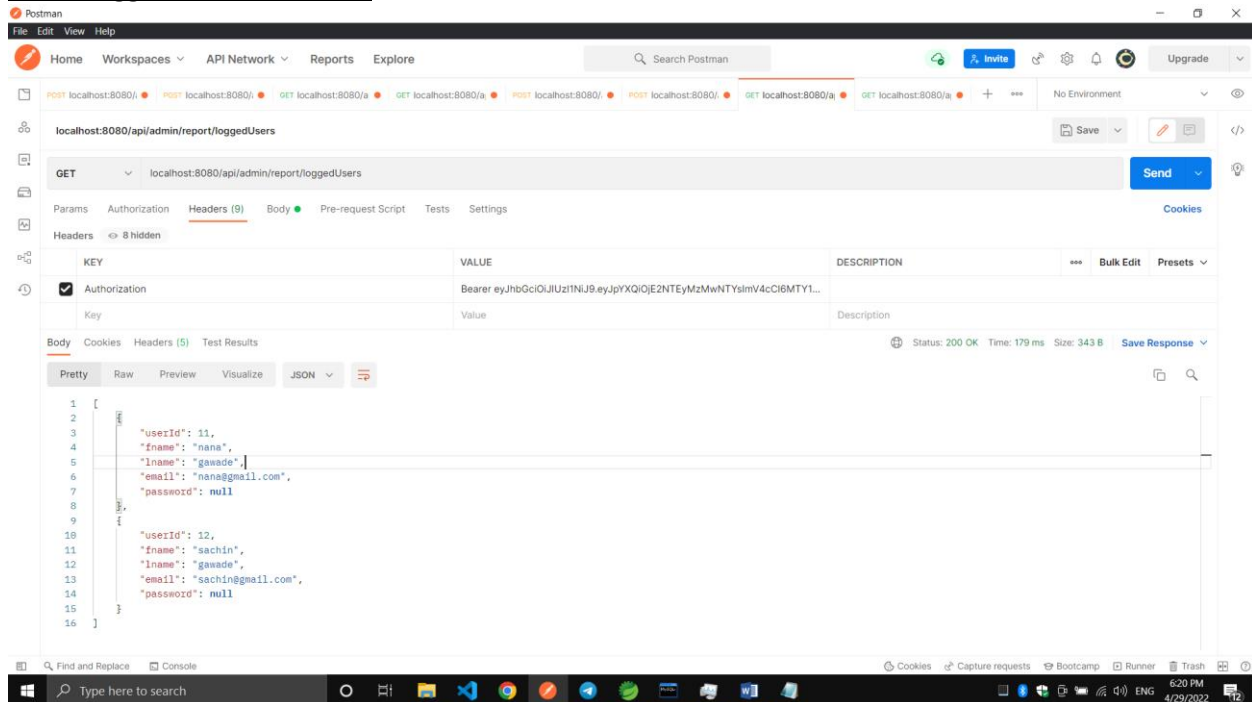 Postman
File Edit View Help
Home Workspaces API Network Reports Explore Search Postman Invite Upgrade
POST localhost:8080/ POST localhost:8080/ GET localhost:8080/a GET localhost:8080/a POST localhost:8080/ POST localhost:8080/ GET localhost:8080/a GET localhost:8080/a + No Environment
localhost:8080/api/admin/report/loggedUsers Save
GET localhost:8080/api/admin/report/loggedUsers Send
Params Authorization Headers (9) Body Pre-request Script Tests Settings Cookies
Headers 8 hidden
KEY VALUE DESCRIPTION Bulk Edit Presets
Authorization Bearer
Key Value Description
Body Cookies Headers (5) Test Results Status: 200 OK Time: 179 ms Size: 343 B Save Response
Pretty Raw Preview Visualize JSON
1 [
2 {
3 "userId": 11,
4 "fname": "nana",
5 "lname": "gawade",
6 "email": "nana@gmail.com",
7 "password": null
8 },
9 {
10 "userId": 12,
11 "fname": "sachin",
12 "lname": "gawade",
13 "email": "sachin@gmail.com",
14 "password": null
15 }
16 ]
Find and Replace Console Cookies Capture requests Bootcamp Runner Trash
Type here to search ENG 6:20 PM
4/29/2022 12